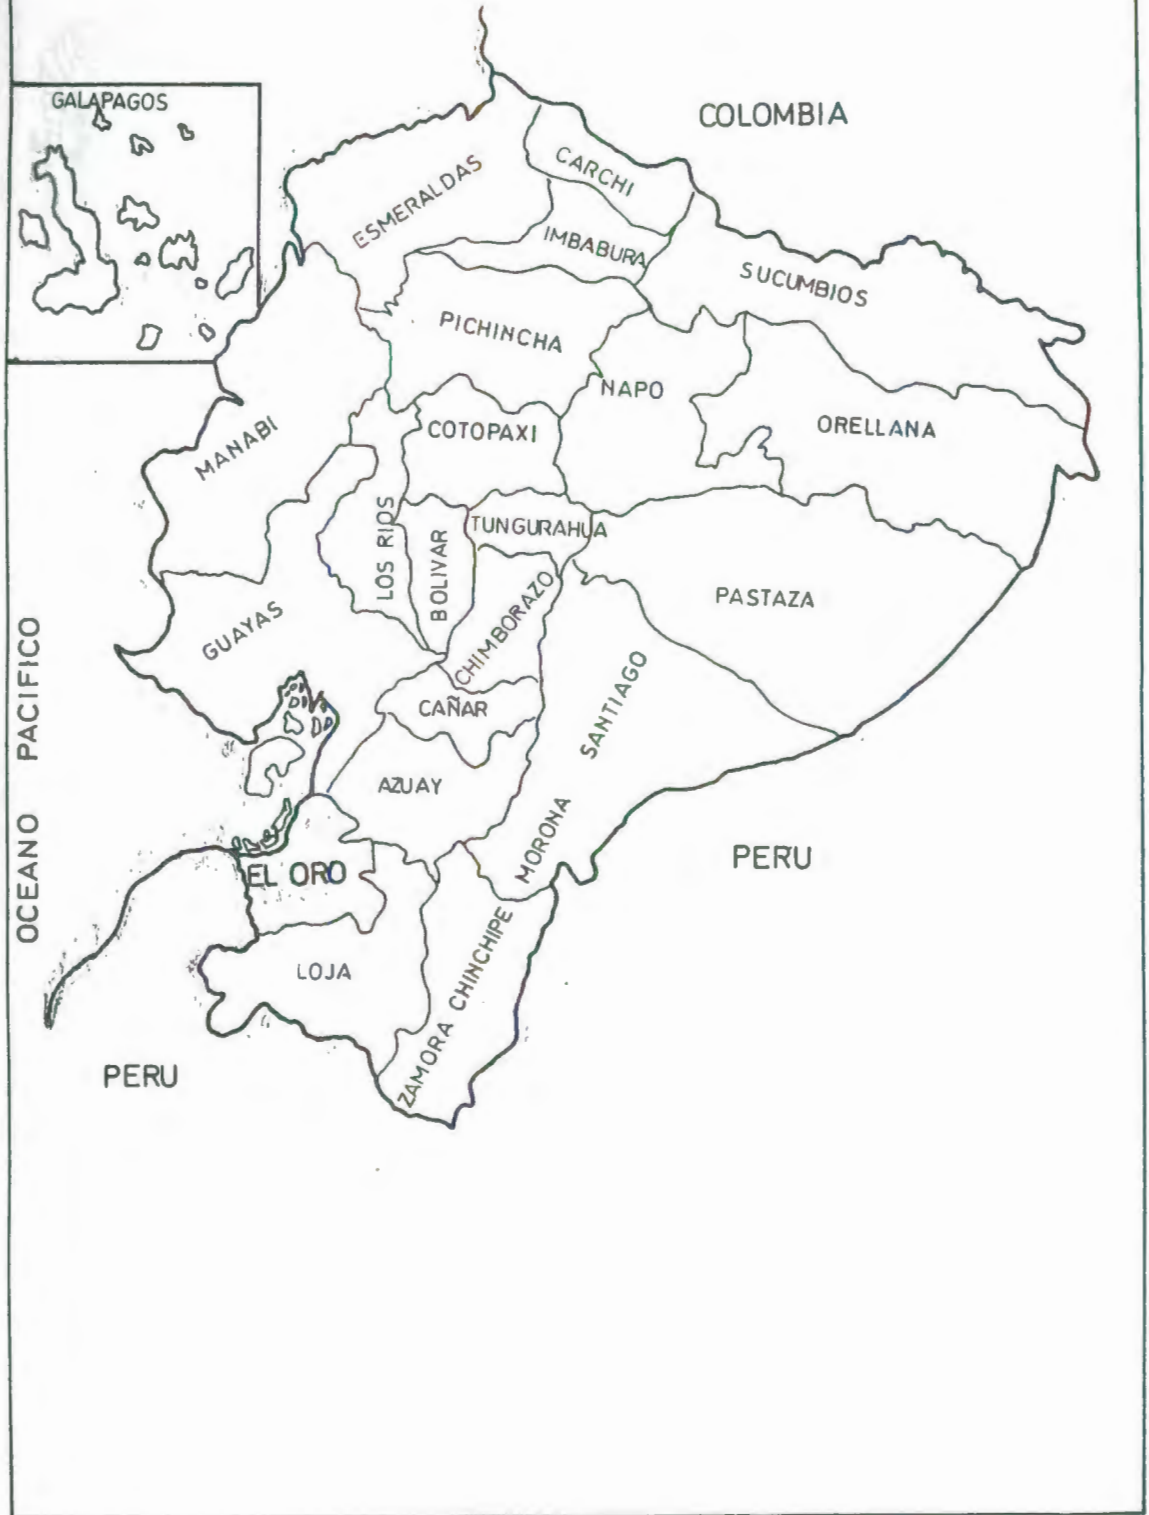 GALAPAGOS
COLOMBIA
CARCHI
ESMERALDAS
IMBABURA
SUCUMBIOS
PICHINCHA
NAPO
ORELLANA
COTOPAXI
MANABI
TUNGURAHUA
LOS RIOS
BOLIVAR
CHIMBORAZO
PASTAZA
GUAYAS
CAÑAR
MORONA SANTIAGO
AZUAY
OCEANO PACIFICO
PERU
EL ORO
LOJA
ZAMORA CHINCHIPE
PERU